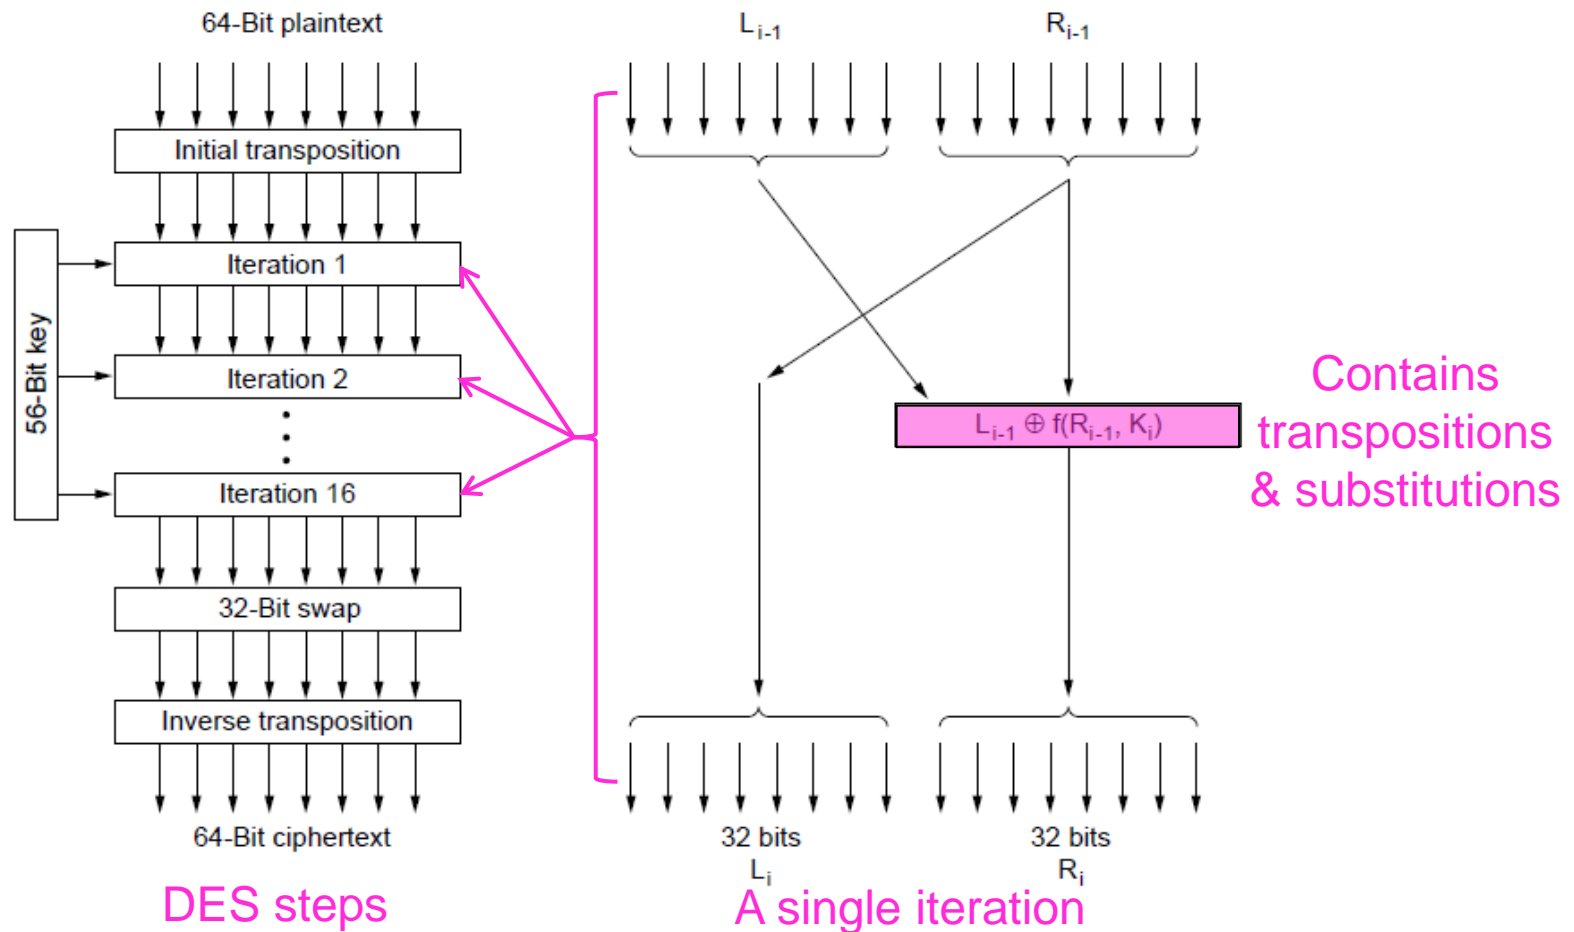 64-Bit plaintext
Initial transposition
56-Bit key
Iteration 1
Iteration 2
Iteration 16
32-Bit swap
Inverse transposition
64-Bit ciphertext
DES steps
L i-1
R i-1
L i-1 ⊕ f(R i-1, K i)
Contains
transpositions
& substitutions
32 bits
L i
32 bits
R i
A single iteration